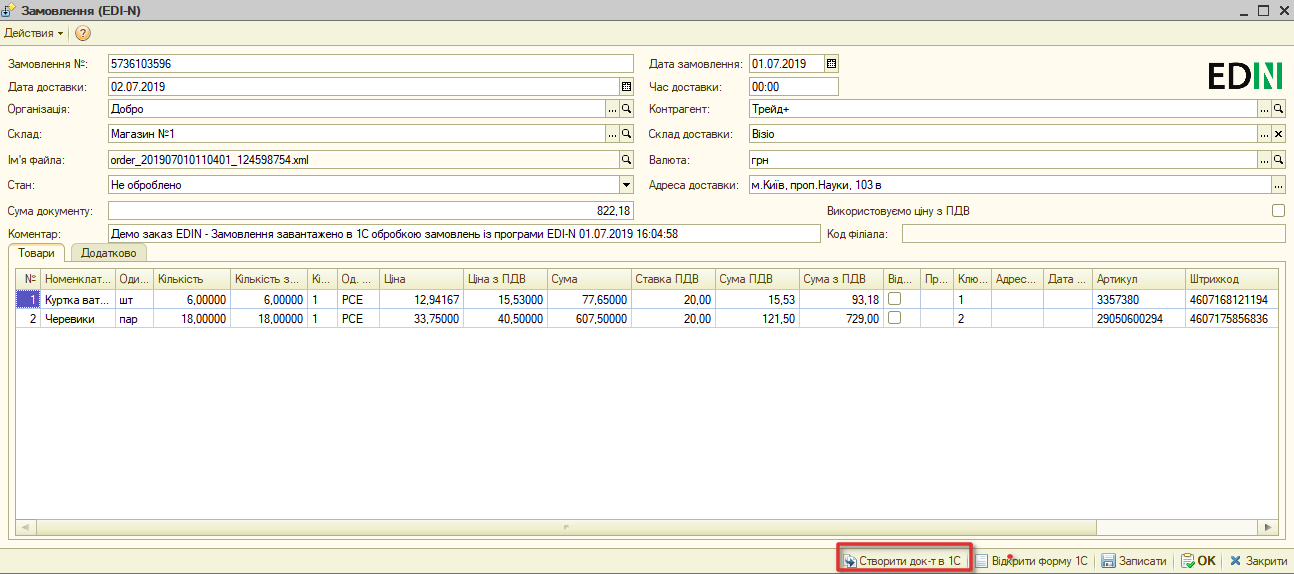 Замовлення (EDI-N)
Действия
Замовлення №: 5736103596 Дата замовлення: 01.07.2019
Дата доставки: 02.07.2019 Час доставки: 00:00
EDIN
Організація: Добро ... Контрагент: Трейд+ ...
Склад: Магазин №1 ... Склад доставки: Візіо ...
Ім'я файла: order_201907010110401_124598754.xml Валюта: грн ...
Стан: Не оброблено Адреса доставки: м.Київ, проп.Науки, 103 в ...
Сума документу: 822,18 Використовуємо ціну з ПДВ
Коментар: Демо заказ EDIN - Замовлення завантажено в 1С обробкою замовлень із програми EDI-N 01.07.2019 16:04:58 Код філіала:
Товари Додатково
№ Номенклат... Оди... Кількість Кількість з... Кі... Од. ... Ціна Ціна з ПДВ Сума Ставка ПДВ Сума ПДВ Сума з ПДВ Від... Пр... Клю... Адрес... Дата ... Артикул Штрихкод
1 Куртка ват... шт 6,00000 6,00000 1 PCE 12,94167 15,53000 77,65000 20,00 15,53 93,18 1 3357380 4607168121194
2 Черевики пар 18,00000 18,00000 1 PCE 33,75000 40,50000 607,50000 20,00 121,50 729,00 2 29050600294 4607175856836
Створити док-т в 1С Відкрити форму 1С Записати OK Закрити